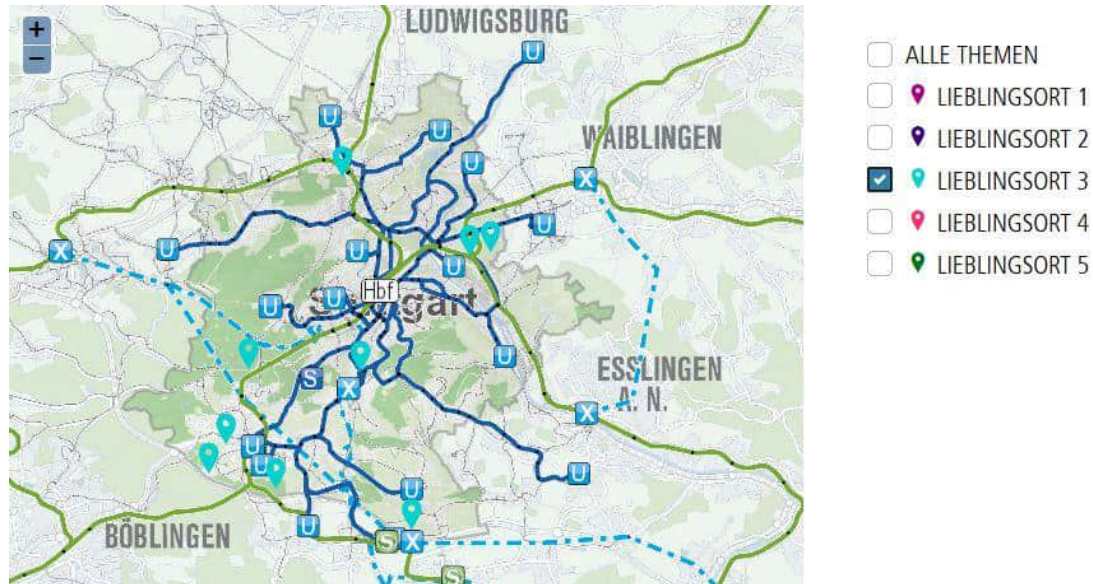 +
−
LUDWIGSBURG
U
U
U
WAIBLINGEN
U
X
U
X
U
U
U
Hbf
U
U
Stuttgart
U
S
X
ESSLINGEN
A. N.
X
U
U
U
U
U
BÖBLINGEN
S
X
S
X
ALLE THEMEN
LIEBLINGSORT 1
LIEBLINGSORT 2
LIEBLINGSORT 3
LIEBLINGSORT 4
LIEBLINGSORT 5